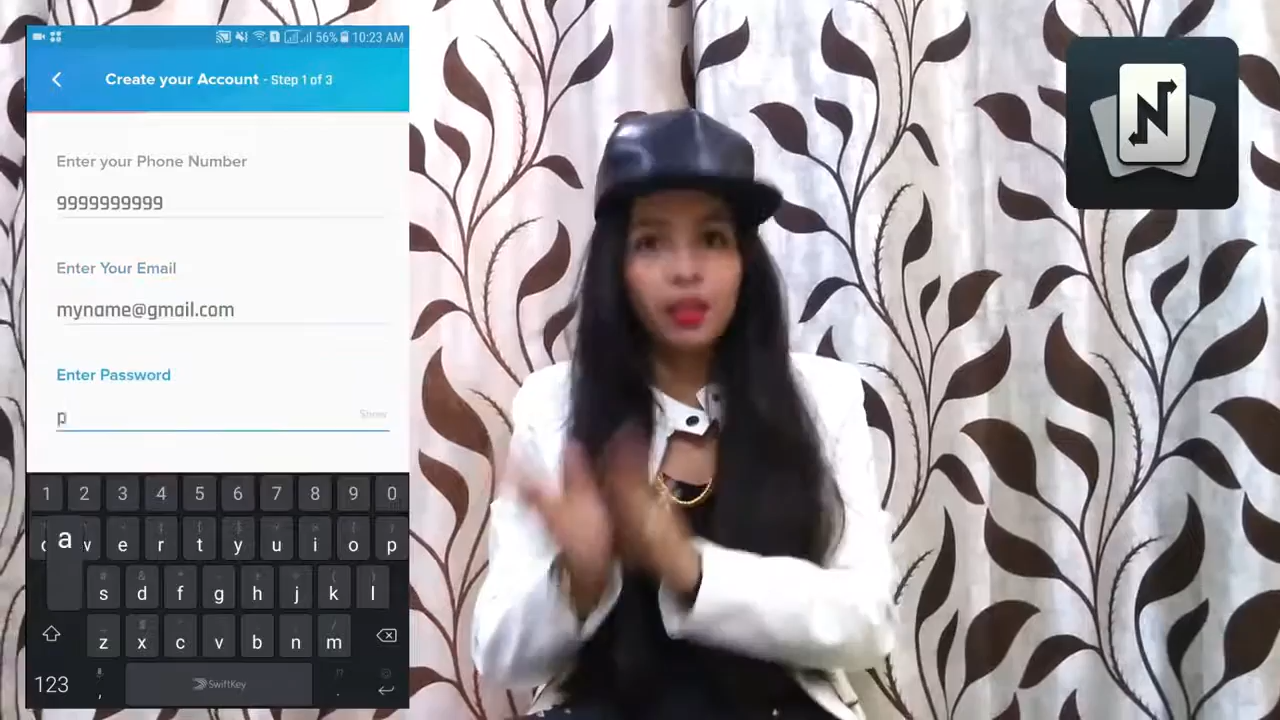 56% 10:23 AM
Create your Account - Step 1 of 3
Enter your Phone Number
9999999999
Enter Your Email
myname@gmail.com
Enter Password
p
Show
1 2 3 4 5 6 7 8 9 0
w e r t y u i o p
a
s d f g h j k l
z x c v b n m
123 , SwiftKey .
N